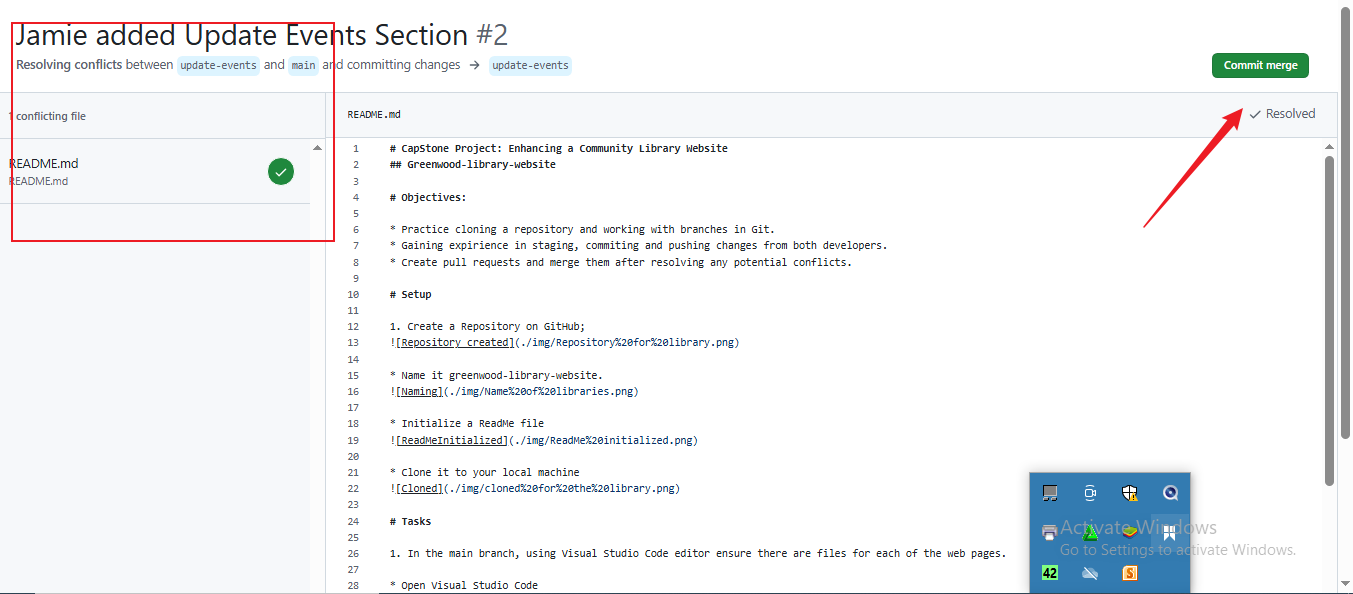 Jamie added Update Events Section #2
Resolving conflicts between update-events and main and committing changes → update-events
Commit merge
1 conflicting file
README.md
README.md
README.md
Resolved
1 # CapStone Project: Enhancing a Community Library Website
2 ## Greenwood-library-website
3
4 # Objectives:
5
6 * Practice cloning a repository and working with branches in Git.
7 * Gaining expirience in staging, commiting and pushing changes from both developers.
8 * Create pull requests and merge them after resolving any potential conflicts.
9
10 # Setup
11
12 1. Create a Repository on GitHub;
13 ![Repository created](./img/Repository%20for%20library.png)
14
15 * Name it greenwood-library-website.
16 ![Naming](./img/Name%20of%20libraries.png)
17
18 * Initialize a ReadMe file
19 ![ReadMeInitialized](./img/ReadMe%20initialized.png)
20
21 * Clone it to your local machine
22 ![Cloned](./img/cloned%20for%20the%20library.png)
23
24 # Tasks
25
26 1. In the main branch, using Visual Studio Code editor ensure there are files for each of the web pages.
27
28 * Open Visual Studio Code
Activate Windows
Go to Settings to activate Windows.
42
S